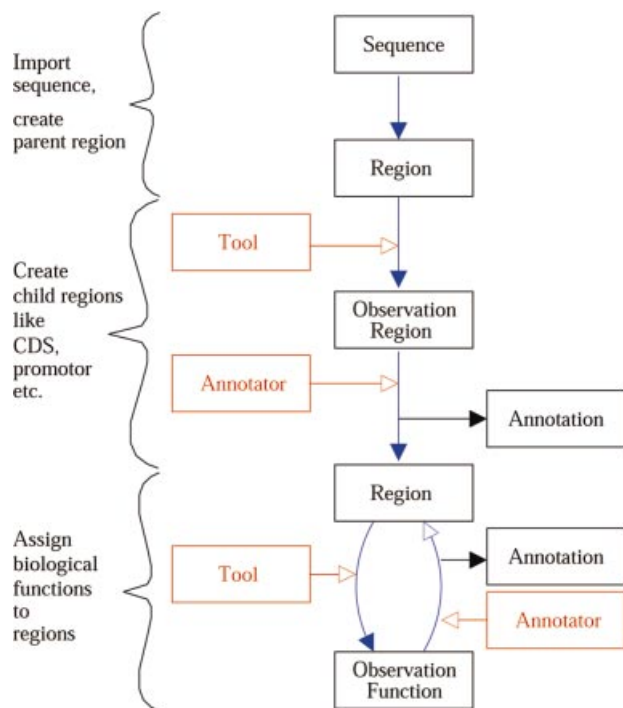 Sequence
Import
sequence,
create
parent region
Region
Tool
Create
child regions
like
CDS,
promotor
etc.
Observation
Region
Annotator
Annotation
Region
Assign
biological
functions
to
regions
Tool
Annotation
Annotator
Observation
Function